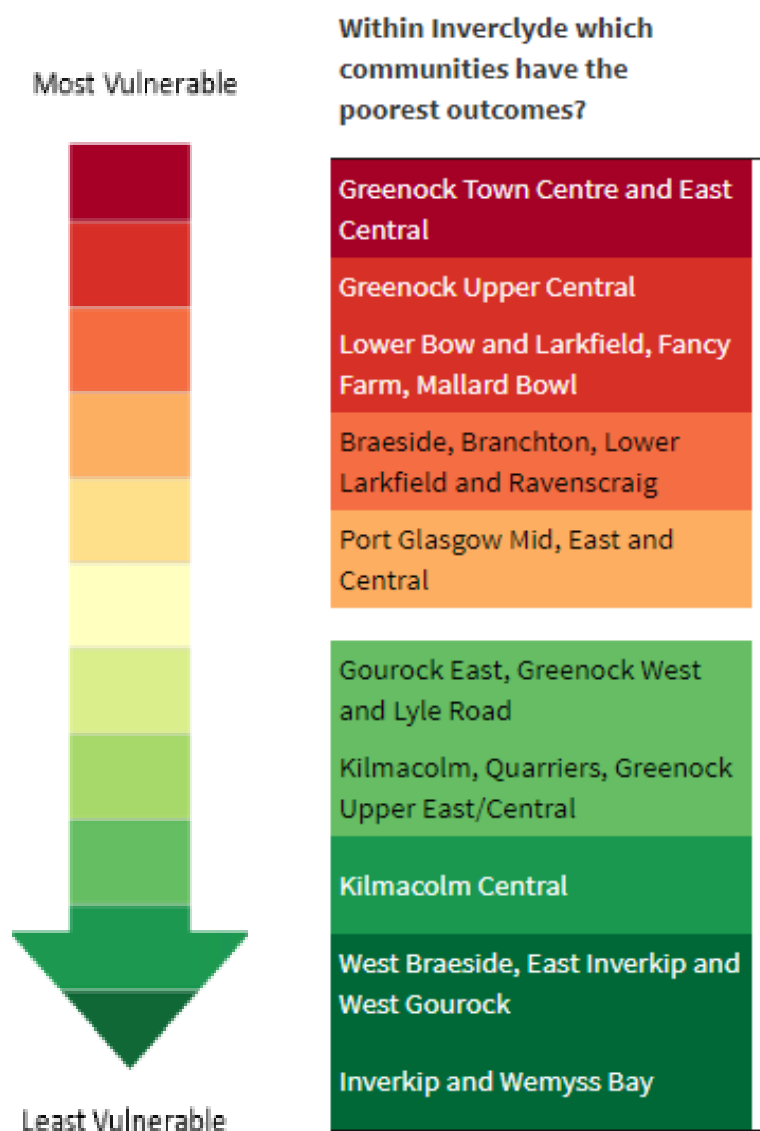 Within Inverclyde which
communities have the
poorest outcomes?
Most Vulnerable
Greenock Town Centre and East
Central
Greenock Upper Central
Lower Bow and Larkfield, Fancy
Farm, Mallard Bowl
Braeside, Branchton, Lower
Larkfield and Ravenscraig
Port Glasgow Mid, East and
Central
Gourock East, Greenock West
and Lyle Road
Kilmacolm, Quarriers, Greenock
Upper East/Central
Kilmacolm Central
West Braeside, East Inverkip and
West Gourock
Inverkip and Wemyss Bay
Least Vulnerable